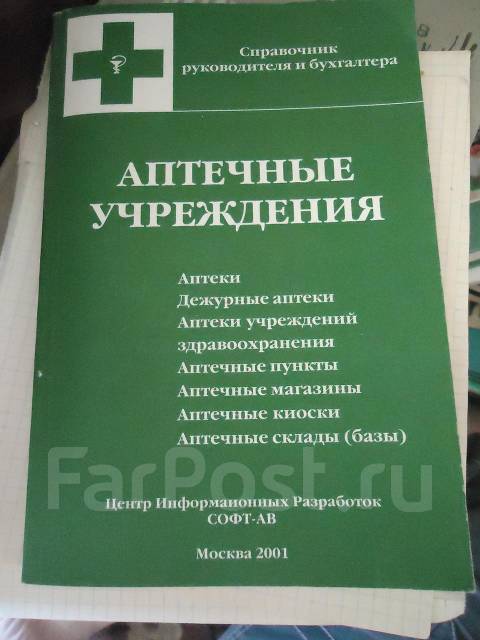 Справочник
руководителя и бухгалтера
АПТЕЧНЫЕ
УЧРЕЖДЕНИЯ
Аптеки
Дежурные аптеки
Аптеки учреждений
здравоохранения
Аптечные пункты
Аптечные магазины
Аптечные киоски
Аптечные склады (базы)
FarPost.ru
Центр Информаионных Разработок
СОФТ-АВ
Москва 2001